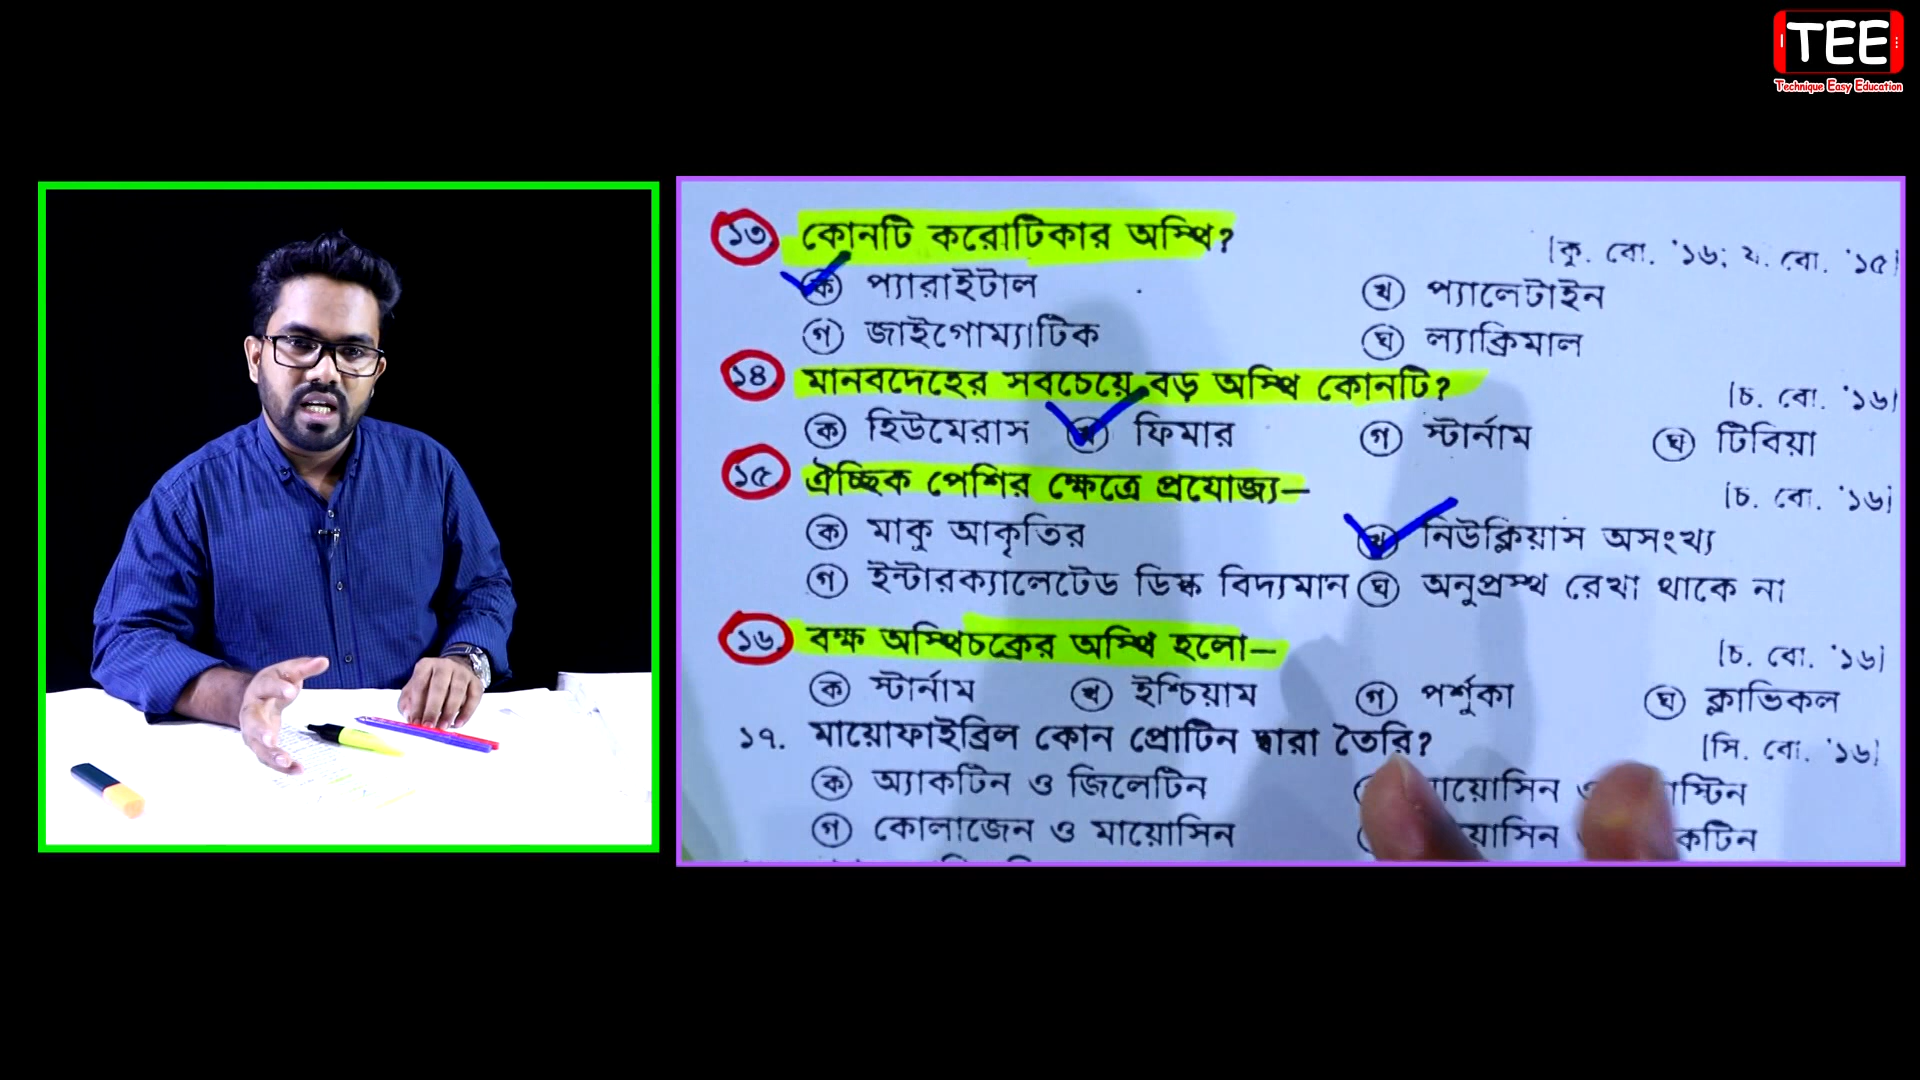 TEE
Technique Easy Education
১৩. কোনটি করোটিকার অস্থি?
[কু. বো. '১৬; য. বো. '১৫]
ক প্যারাইটাল খ প্যালেটাইন
গ জাইগোম্যাটিক ঘ ল্যাক্রিমাল
১৪. মানবদেহের সবচেয়ে বড় অস্থি কোনটি? [চ. বো. '১৬]
ক হিউমেরাস খ ফিমার গ স্টার্নাম ঘ টিবিয়া
১৫. ঐচ্ছিক পেশির ক্ষেত্রে প্রযোজ্য– [চ. বো. '১৬]
ক মাকু আকৃতির খ নিউক্লিয়াস অসংখ্য
গ ইন্টারক্যালেটেড ডিস্ক বিদ্যমান ঘ অনুপ্রস্থ রেখা থাকে না
১৬. বক্ষ অস্থিচক্রের অস্থি হলো– [চ. বো. '১৬]
ক স্টার্নাম খ ইশ্চিয়াম গ পর্শুকা ঘ ক্লাভিকল
১৭. মায়োফাইব্রিল কোন প্রোটিন দ্বারা তৈরি? [সি. বো. '১৬]
ক অ্যাকটিন ও জিলেটিন
গ কোলাজেন ও মায়োসিন